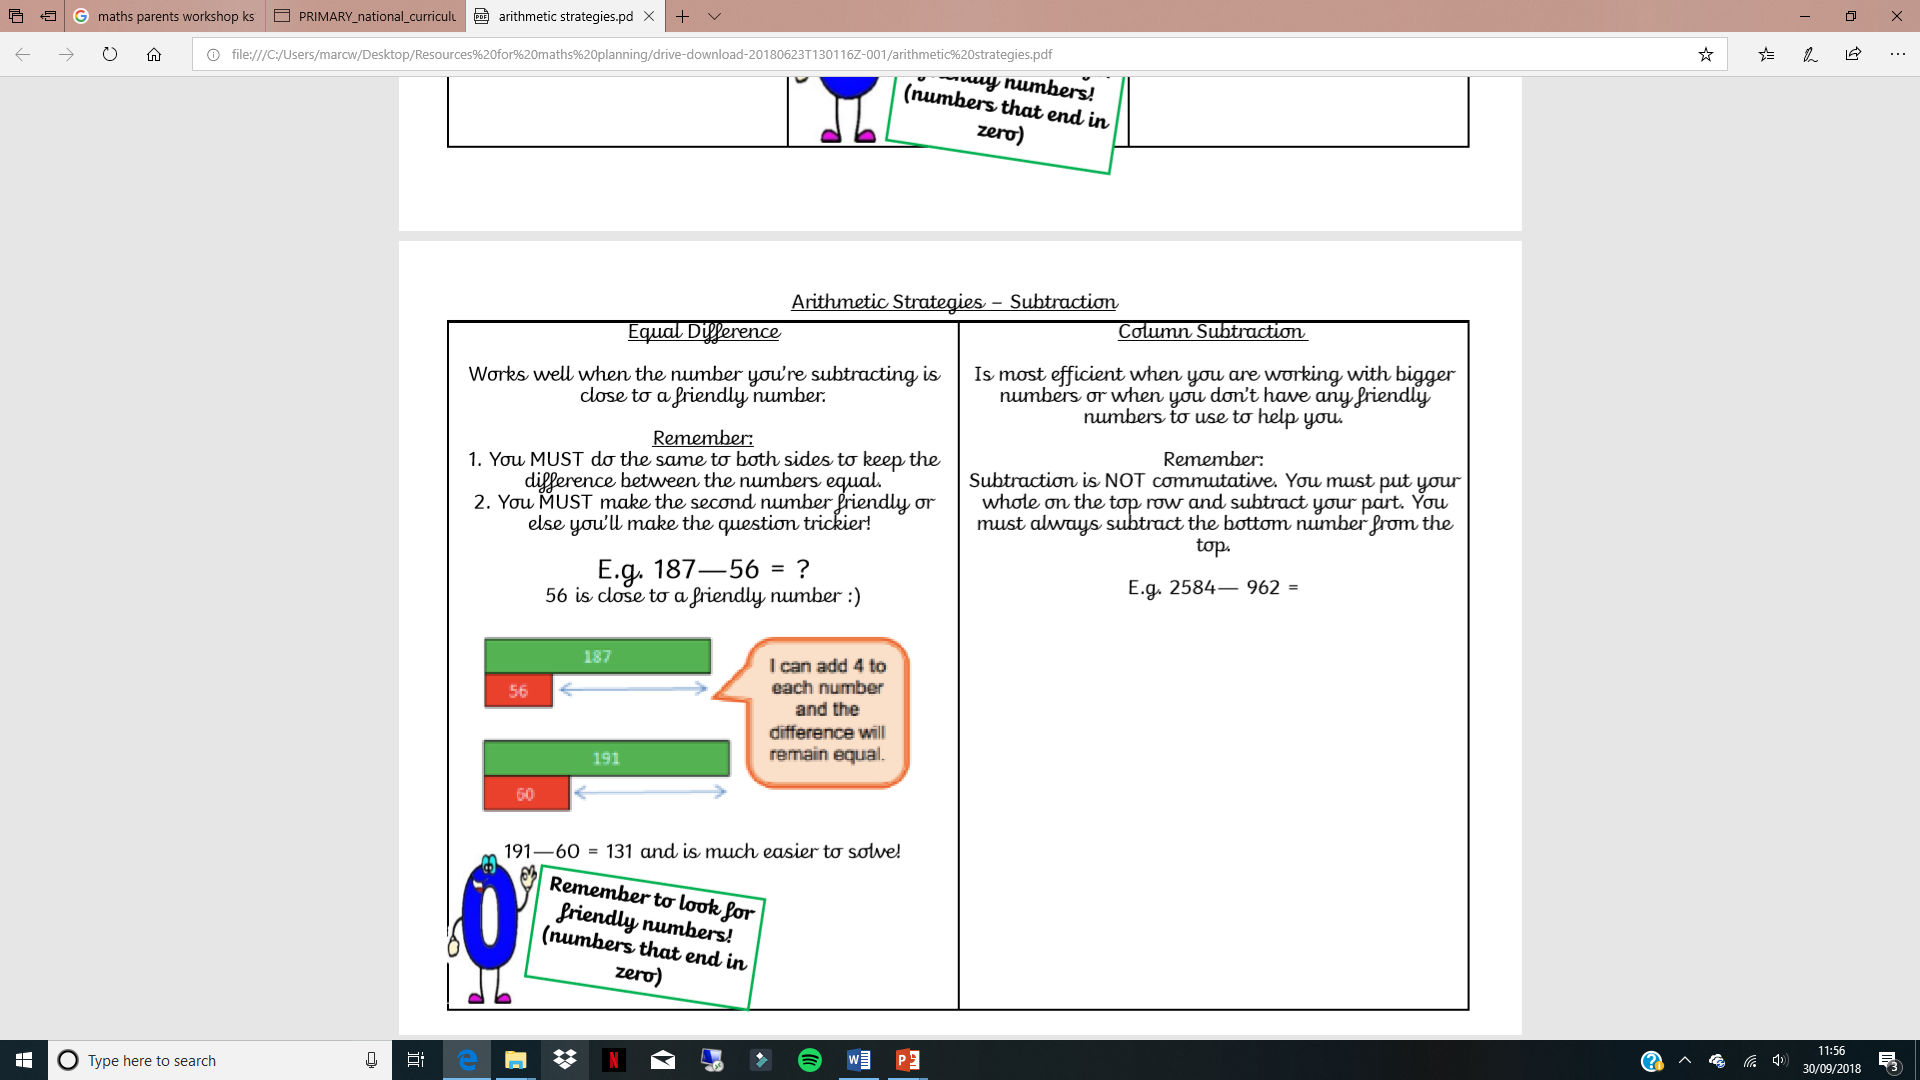 maths parents workshop ks
PRIMARY_national_curricul
arithmetic strategies.pd
file:///C:/Users/marcw/Desktop/Resources%20for%20maths%20planning/drive-download-20180623T130116Z-001/arithmetic%20strategies.pdf
friendly numbers!
(numbers that end in
zero)
Arithmetic Strategies – Subtraction
Equal Difference
Works well when the number you're subtracting is
close to a friendly number.
Remember:
1. You MUST do the same to both sides to keep the
difference between the numbers equal.
2. You MUST make the second number friendly or
else you'll make the question trickier!
E.g. 187—56 = ?
56 is close to a friendly number :)
187
56
I can add 4 to
each number
and the
difference will
remain equal.
191
60
191—60 = 131 and is much easier to solve!
Remember to look for
friendly numbers!
(numbers that end in
zero)
Column Subtraction
Is most efficient when you are working with bigger
numbers or when you don't have any friendly
numbers to use to help you.
Remember:
Subtraction is NOT commutative. You must put your
whole on the top row and subtract your part. You
must always subtract the bottom number from the
top.
E.g. 2584— 962 =
Type here to search
11:56
30/09/2018
3